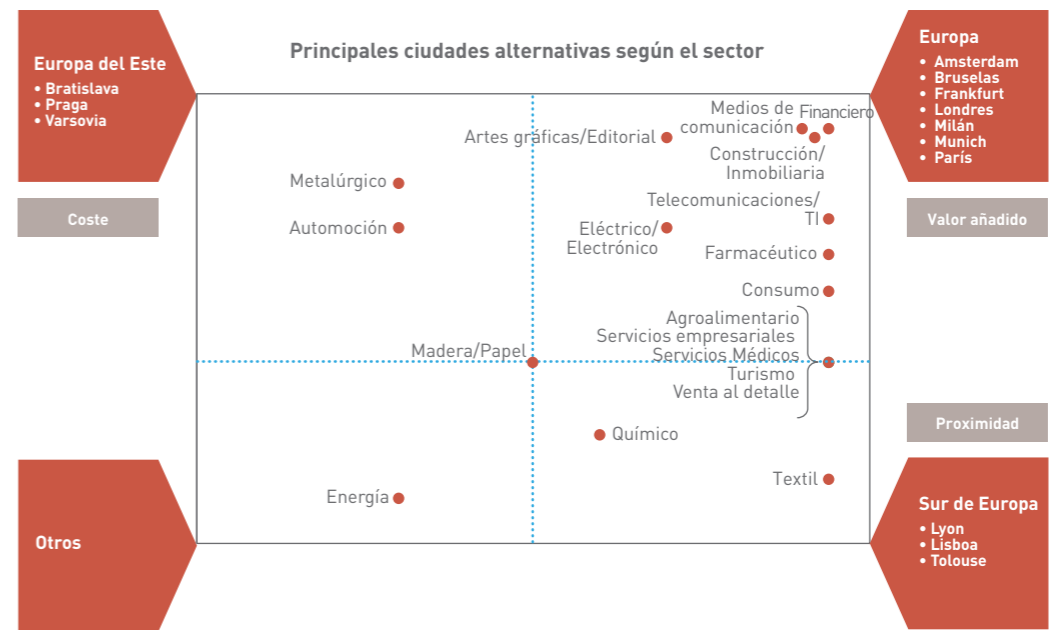 Principales ciudades alternativas según el sector
Europa del Este
• Bratislava
• Praga
• Varsovia
Coste
Europa
• Amsterdam
• Bruselas
• Frankfurt
• Londres
• Milán
• Munich
• París
Valor añadido
Medios de
comunicación
Financiero
Artes gráficas/Editorial
Construcción/
Inmobiliaria
Metalúrgico
Telecomunicaciones/
TI
Automoción
Eléctrico/
Electrónico
Farmacéutico
Consumo
Agroalimentario
Servicios empresariales
Servicios Médicos
Turismo
Venta al detalle
Madera/Papel
Químico
Textil
Energía
Proximidad
Otros
Sur de Europa
• Lyon
• Lisboa
• Tolouse